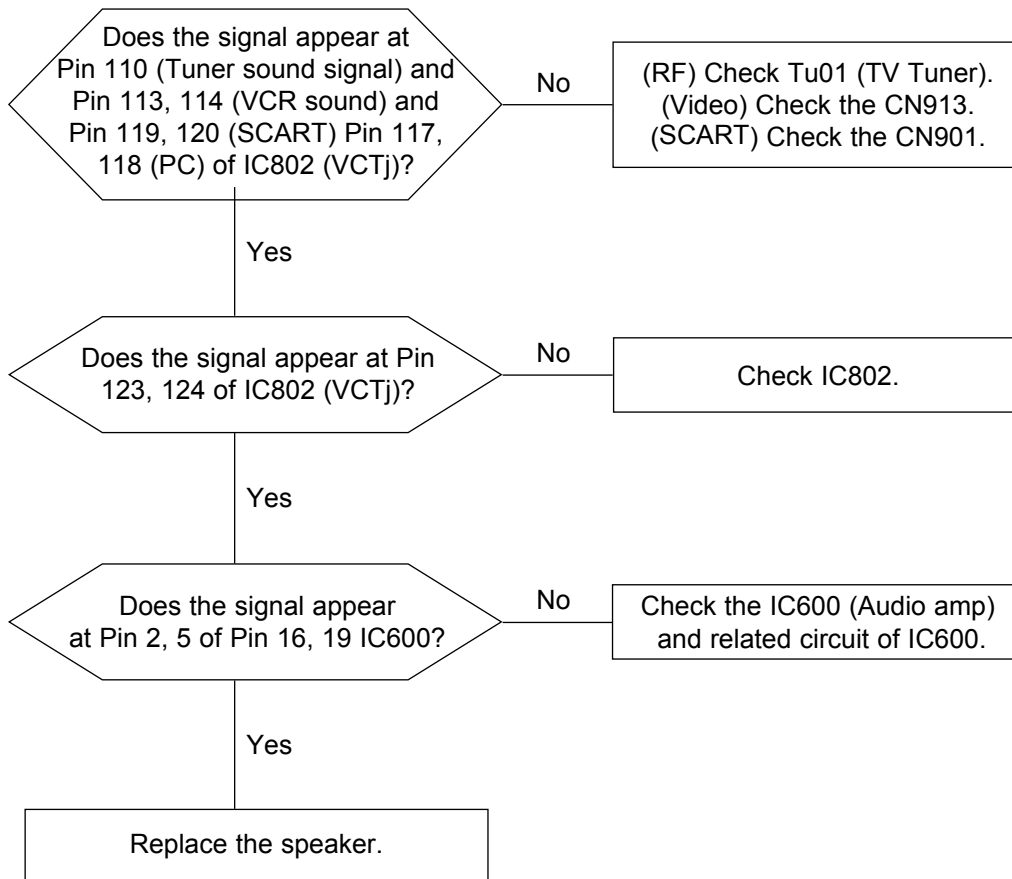 Does the signal appear at
Pin 110 (Tuner sound signal) and
Pin 113, 114 (VCR sound) and
Pin 119, 120 (SCART) Pin 117,
118 (PC) of IC802 (VCTj)?
No
(RF) Check Tu01 (TV Tuner).
(Video) Check the CN913.
(SCART) Check the CN901.
Yes
Does the signal appear at Pin
123, 124 of IC802 (VCTj)?
No
Check IC802.
Yes
Does the signal appear
at Pin 2, 5 of Pin 16, 19 IC600?
No
Check the IC600 (Audio amp)
and related circuit of IC600.
Yes
Replace the speaker.